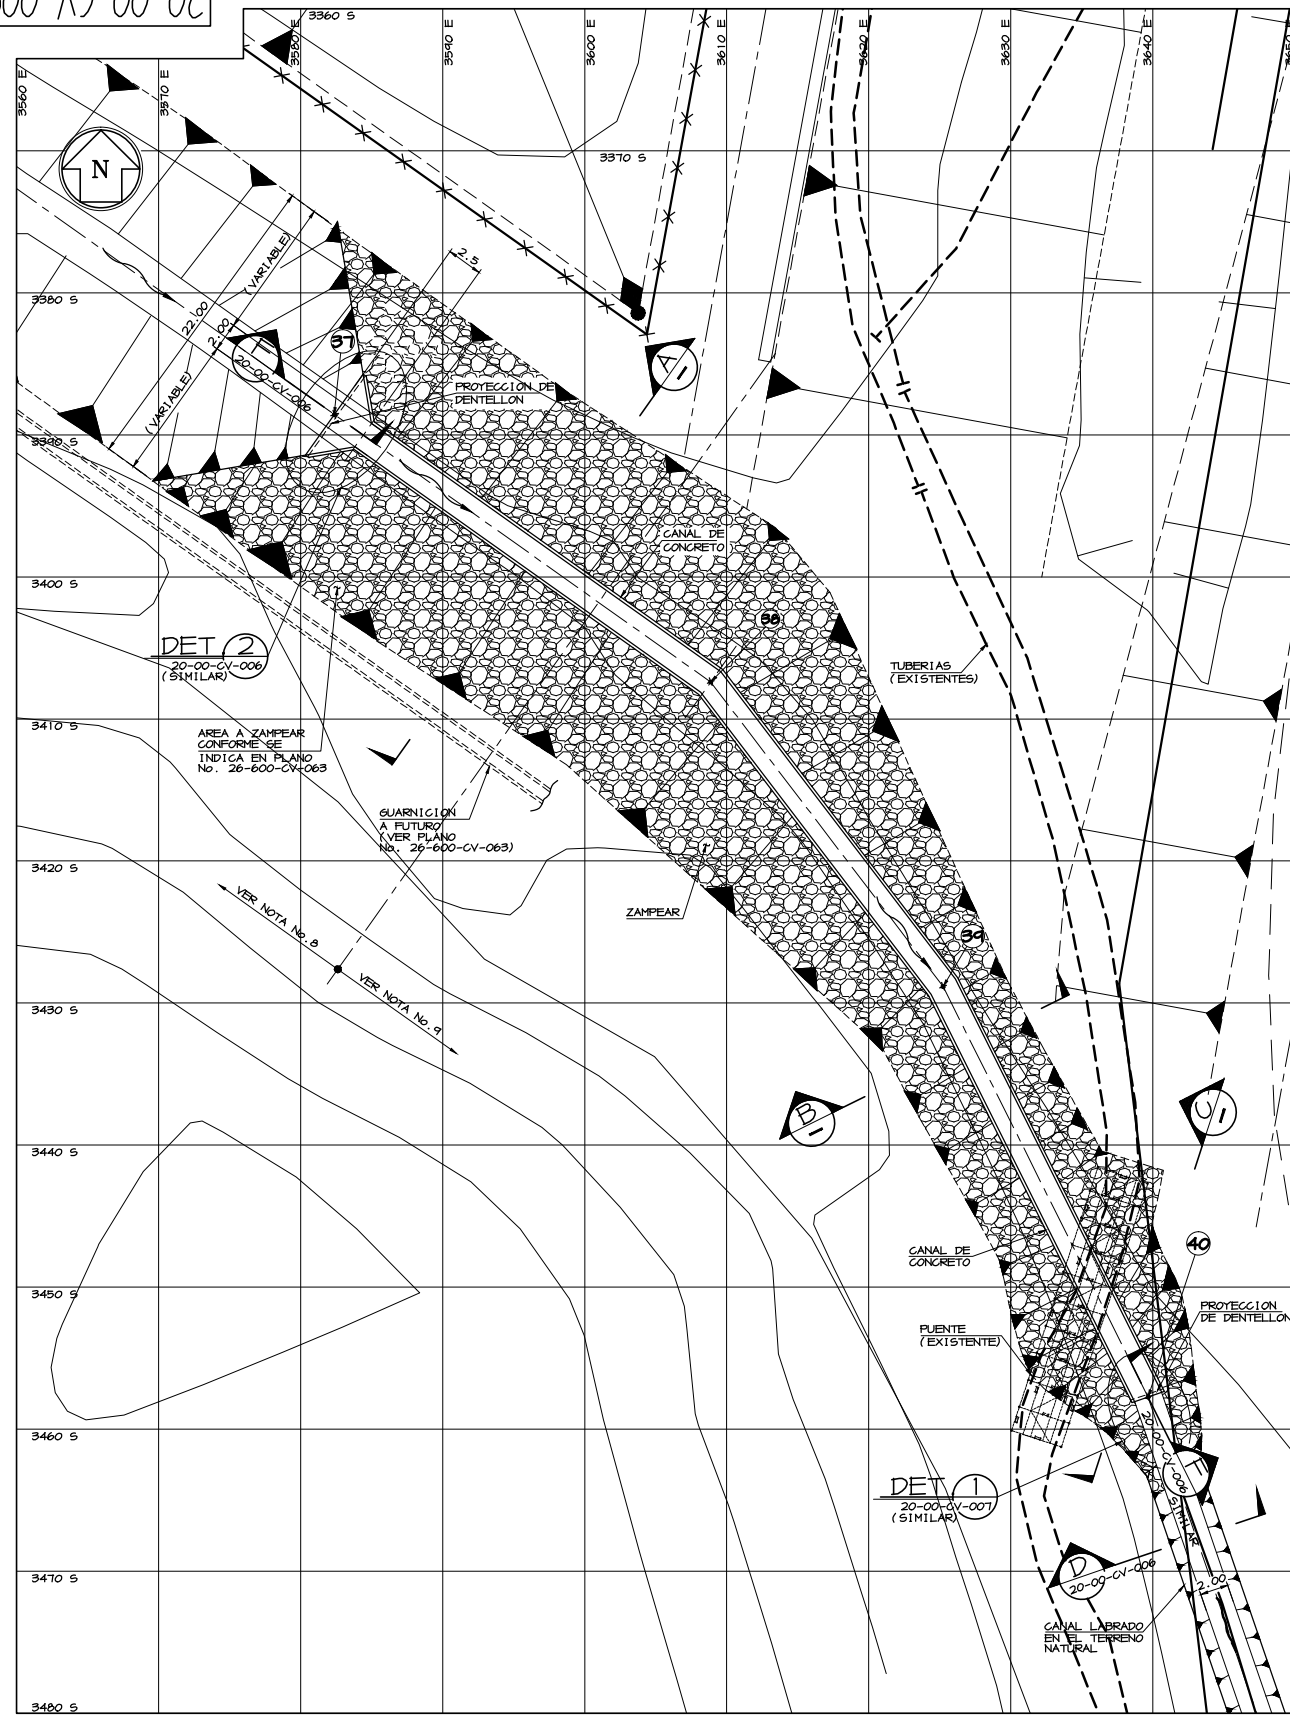 20-00-CV-00
3360 S
3560 E
3570 E
3580 E
3590 E
3600 E
3610 E
3620 E
3630 E
3640 E
N
3370 S
3380 S
3390 S
3400 S
3410 S
3420 S
3430 S
3440 S
3450 S
3460 S
3470 S
3480 S
(VARIABLE)
22.00
2.00
(VARIABLE)
2.5
E
20-00-CV-006
37
A
PROYECCION DE
DENTELLON
CANAL DE
CONCRETO
38
DET 2
20-00-CV-006
(SIMILAR)
TUBERIAS
(EXISTENTES)
AREA A ZAMPEAR
CONFORME SE
INDICA EN PLANO
No. 26-600-CV-063
GUARNICION
A FUTURO
(VER PLANO
No. 26-600-CV-063)
ZAMPEAR
VER NOTA No.8
VER NOTA No.9
39
B
C
40
CANAL DE
CONCRETO
PROYECCION
DE DENTELLON
PUENTE
(EXISTENTE)
DET 1
20-00-CV-007
(SIMILAR)
20-00-CV-006
SIMILAR
F
D
20-00-CV-006
2.00
CANAL LABRADO
EN EL TERRENO
NATURAL